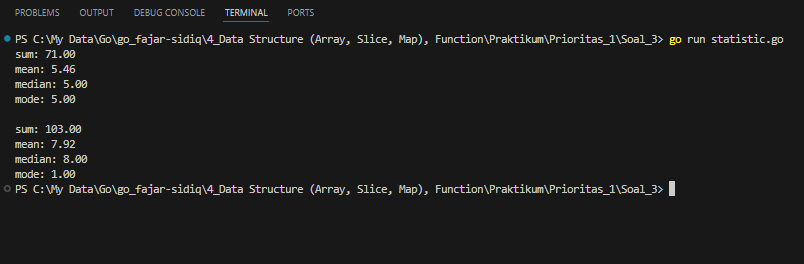 PROBLEMS OUTPUT DEBUG CONSOLE TERMINAL PORTS
PS C:\My Data\Go\go_fajar-sidiq\4_Data Structure (Array, Slice, Map), Function\Praktikum\Prioritas_1\Soal_3> go run statistic.go
sum: 71.00
mean: 5.46
median: 5.00
mode: 5.00
sum: 103.00
mean: 7.92
median: 8.00
mode: 1.00
PS C:\My Data\Go\go_fajar-sidiq\4_Data Structure (Array, Slice, Map), Function\Praktikum\Prioritas_1\Soal_3>